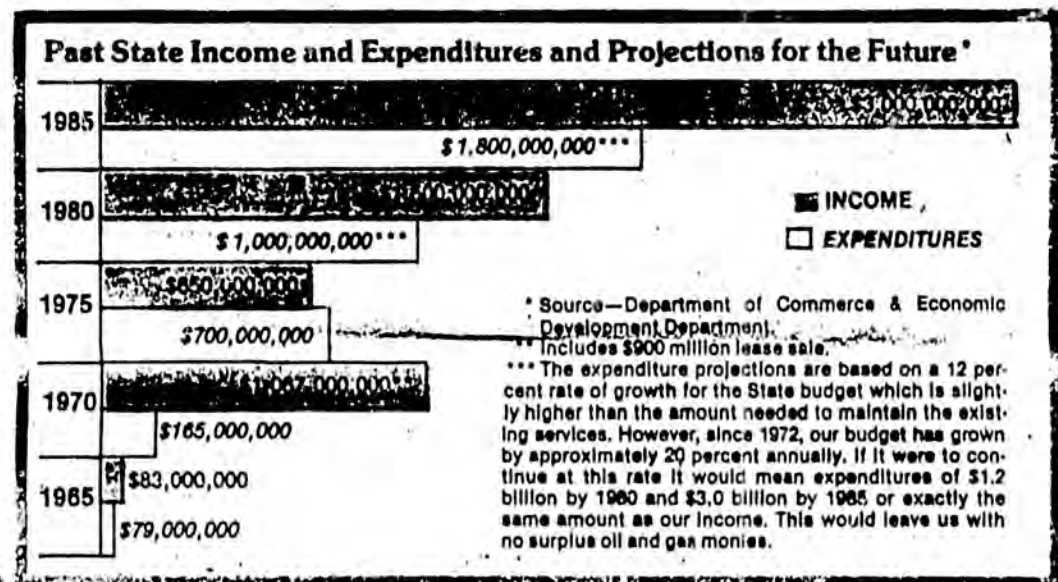 Past State Income and Expenditures and Projections for the Future*
1985
$3,000,000,000
$1,800,000,000***
1980
00,000,000
$1,000,000,000***
INCOME
EXPENDITURES
1975
$650,000,000
$700,000,000
1970
$1,067,000,000**
$165,000,000
1965
$83,000,000
$79,000,000
* Source—Department of Commerce & Economic
Development Department.
** Includes $900 million lease sale.
*** The expenditure projections are based on a 12 per-
cent rate of growth for the State budget which is slight-
ly higher than the amount needed to maintain the exist-
ing services. However, since 1972, our budget has grown
by approximately 20 percent annually. If it were to con-
tinue at this rate it would mean expenditures of $1.2
billion by 1980 and $3.0 billion by 1985 or exactly the
same amount as our income. This would leave us with
no surplus oil and gas monies.